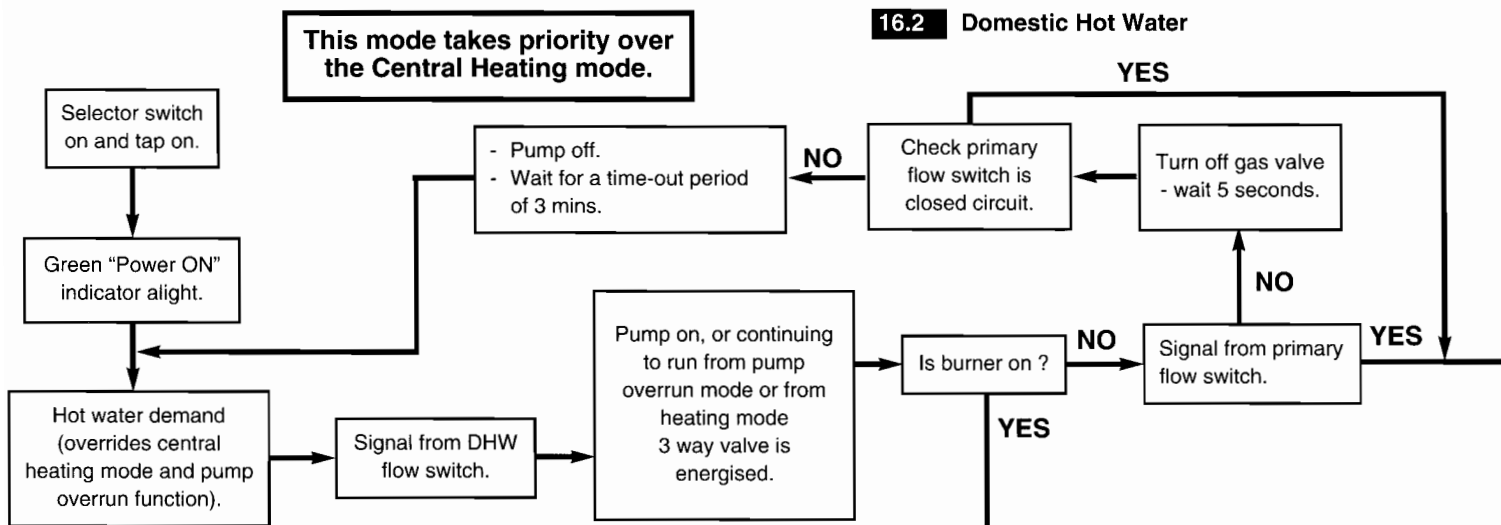 16.2 Domestic Hot Water
This mode takes priority over
the Central Heating mode.
Selector switch
on and tap on.
Green “Power ON”
indicator alight.
Hot water demand
(overrides central
heating mode and pump
overrun function).
Signal from DHW
flow switch.
Pump on, or continuing
to run from pump
overrun mode or from
heating mode
3 way valve is
energised.
Is burner on ?
NO
YES
Signal from primary
flow switch.
YES
NO
Turn off gas valve
- wait 5 seconds.
Check primary
flow switch is
closed circuit.
YES
NO
- Pump off.
- Wait for a time-out period
of 3 mins.